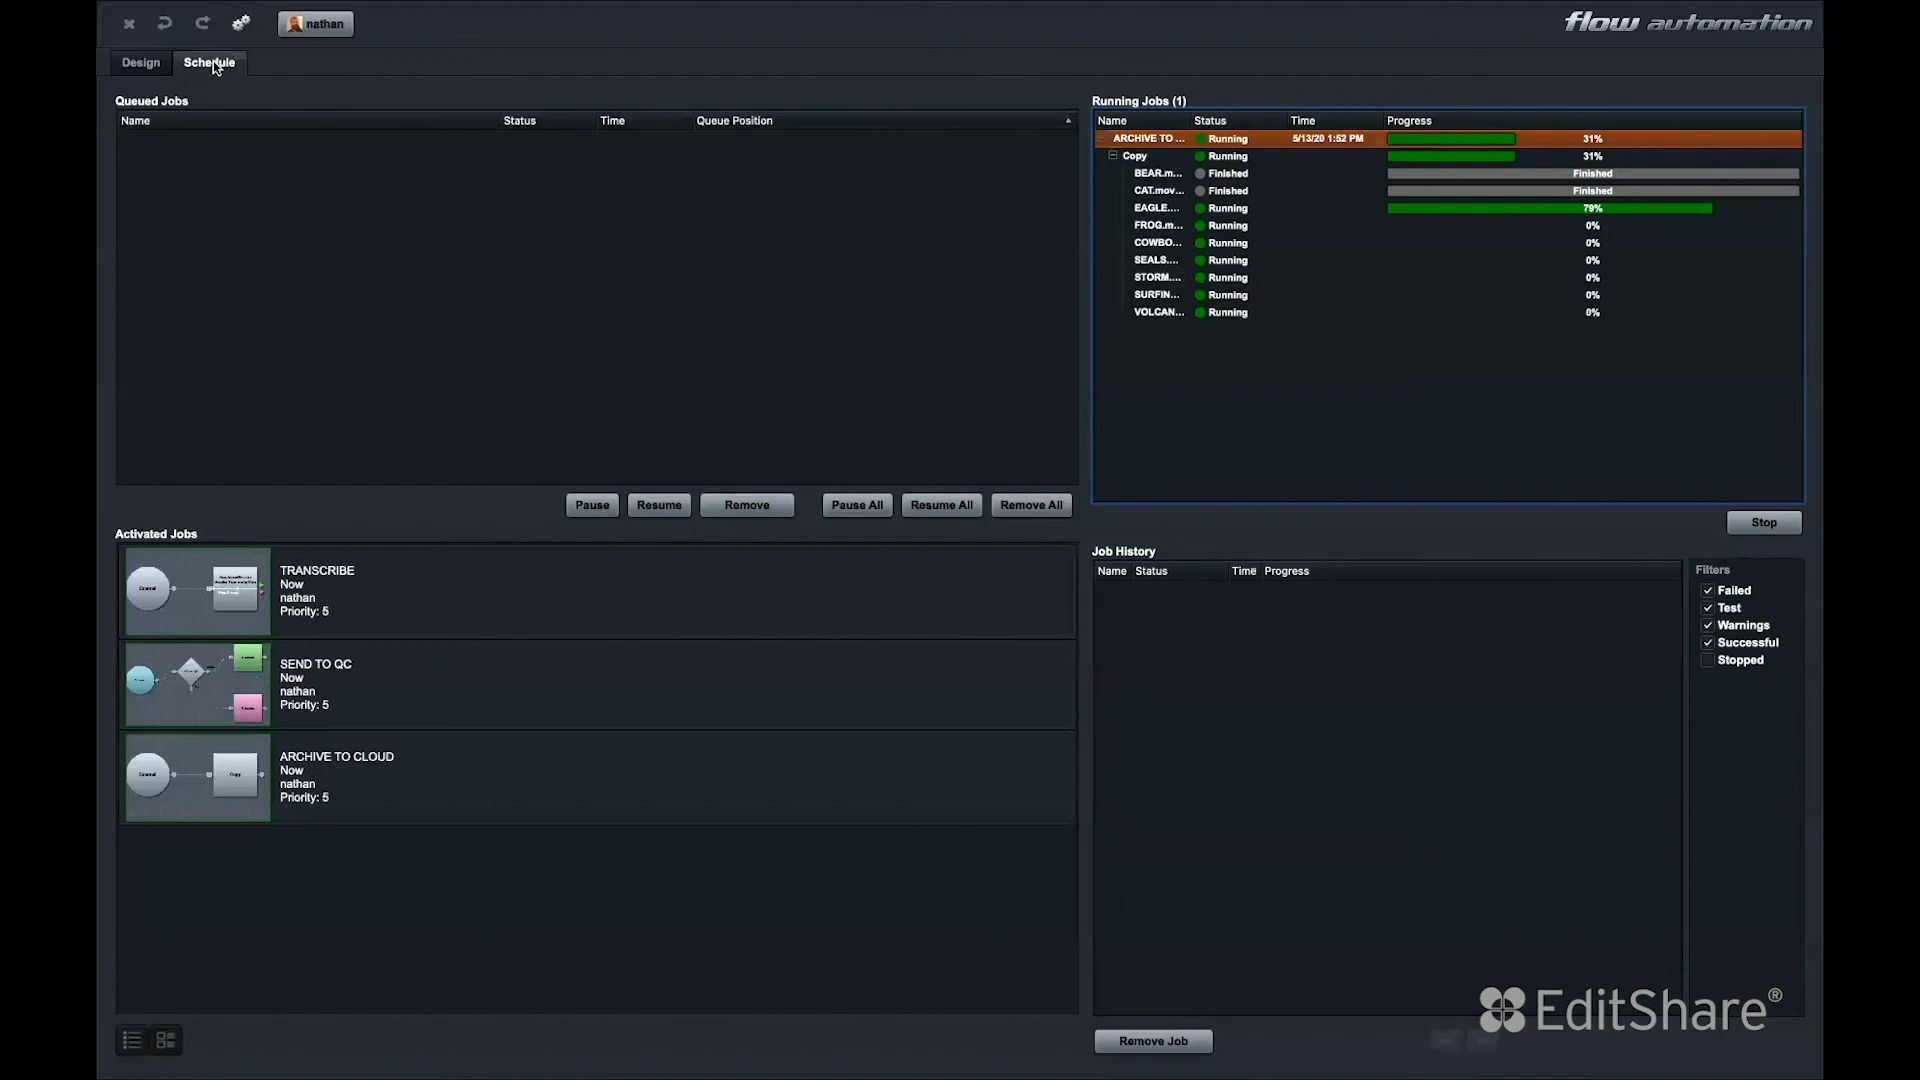 nathan
flow automation
Design
Schedule
Queued Jobs
Name Status Time Queue Position
Pause Resume Remove Pause All Resume All Remove All
Running Jobs (1)
Name Status Time Progress
ARCHIVE TO ... Running 5/13/20 1:52 PM 31%
Copy Running 31%
BEAR.m... Finished Finished
CAT.mov... Finished Finished
EAGLE.... Running 79%
FROG.m... Running 0%
COWBO... Running 0%
SEALS.... Running 0%
STORM.... Running 0%
SURFIN... Running 0%
VOLCAN... Running 0%
Stop
Activated Jobs
External
TRANSCRIBE
Now
nathan
Priority: 5
SEND TO QC
Now
nathan
Priority: 5
External Copy
ARCHIVE TO CLOUD
Now
nathan
Priority: 5
Job History
Name Status Time Progress
Filters
Failed
Test
Warnings
Successful
Stopped
Remove Job
EditShare®